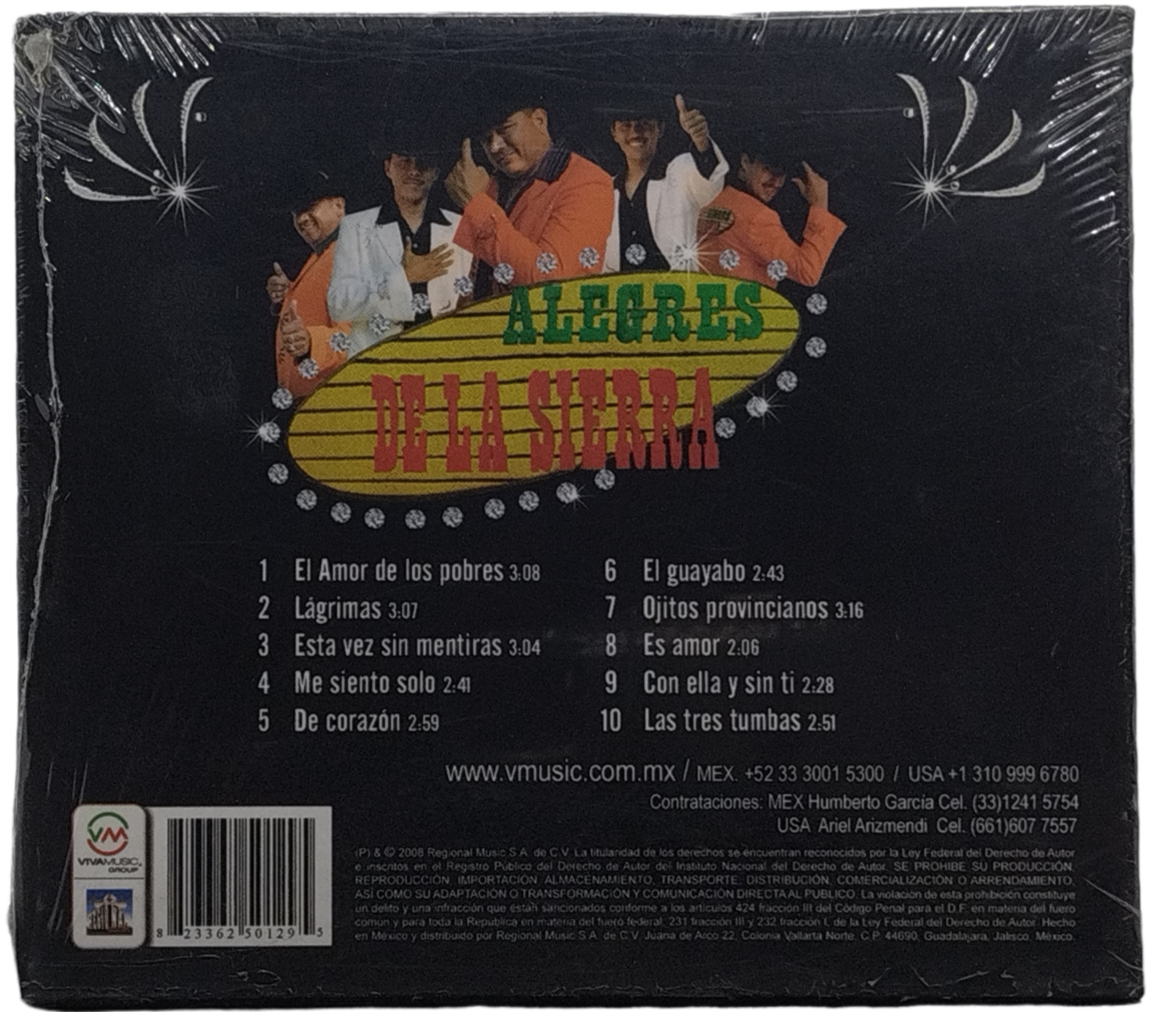 ALEGRES
DE LA SIERRA
1 El Amor de los pobres 3:08
2 Lágrimas 3:07
3 Esta vez sin mentiras 3:04
4 Me siento solo 2:41
5 De corazón 2:59
6 El guayabo 2:43
7 Ojitos provincianos 3:16
8 Es amor 2:06
9 Con ella y sin ti 2:28
10 Las tres tumbas 2:51
www.vmusic.com.mx / MEX. +52 33 3001 5300 / USA +1 310 999 6780
Contrataciones: MEX Humberto García Cel. (33)1241 5754
USA Ariel Arizmendi Cel. (661)607 7557
VM
VIVAMUSIC.
GROUP
8 23362 50129 5
(P) & © 2008 Regional Music S.A. de C.V. La titularidad de los derechos se encuentran reconocidos por la Ley Federal del Derecho de Autor
e inscritos en el Registro Público del Derecho de Autor del Instituto Nacional del Derecho de Autor. SE PROHIBE SU PRODUCCIÓN,
REPRODUCCIÓN, IMPORTACIÓN, ALMACENAMIENTO, TRANSPORTE, DISTRIBUCIÓN, COMERCIALIZACIÓN O ARRENDAMIENTO,
ASÍ COMO SU ADAPTACIÓN O TRANSFORMACIÓN Y COMUNICACIÓN DIRECTA AL PÚBLICO. La violación de esta prohibición constituye
un delito y una infracción que están sancionados conforme a los artículos 424 fracción III del Código Penal para el D.F. en materia del fuero
común y para toda la República en materia del fuero federal; 231 fracción III y 232 fracción I, de la Ley Federal del Derecho de Autor. Hecho
en México y distribuido por Regional Music S.A. de C.V. Juana de Arco 22, Colonia Vallarta Norte, C.P. 44690, Guadalajara, Jalisco, México.